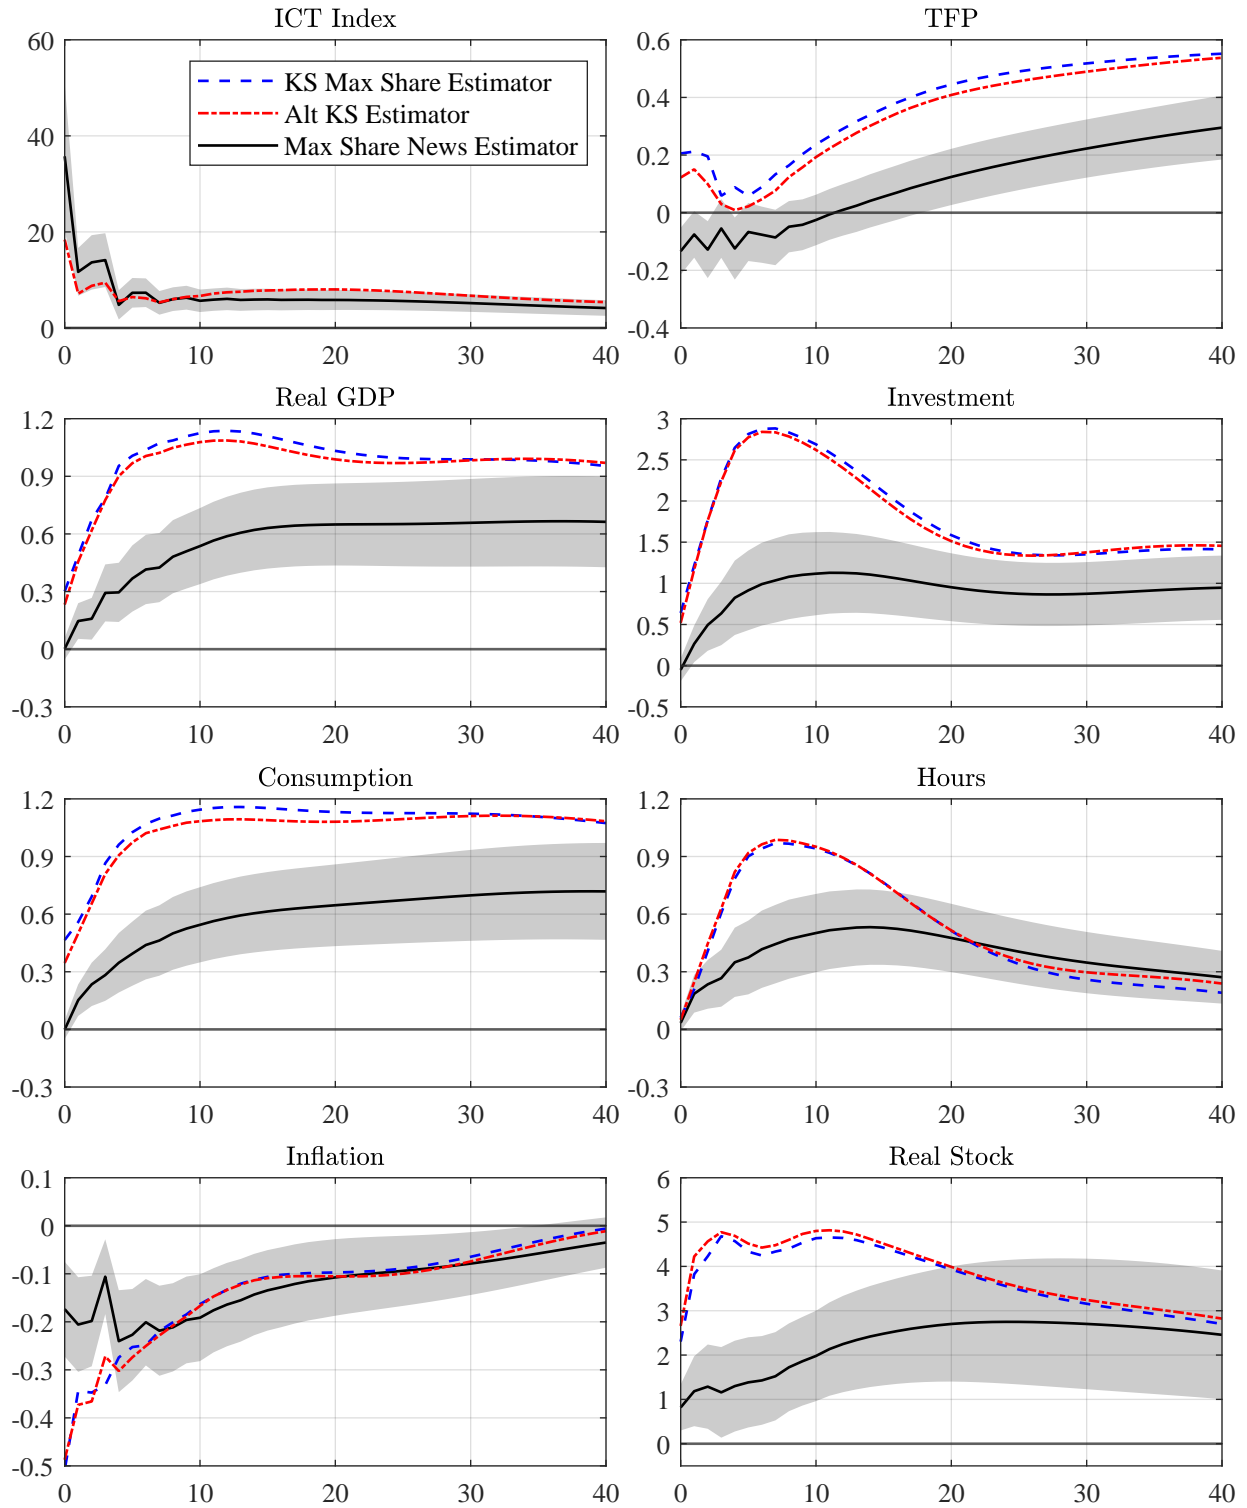 ICT Index
60
40
20
0
0 10 20 30 40
KS Max Share Estimator
Alt KS Estimator
Max Share News Estimator
TFP
0.6
0.4
0.2
0
-0.2
-0.4
0 10 20 30 40
Real GDP
1.2
0.9
0.6
0.3
0
-0.3
0 10 20 30 40
Investment
3
2.5
2
1.5
1
0.5
0
-0.5
0 10 20 30 40
Consumption
1.2
0.9
0.6
0.3
0
-0.3
0 10 20 30 40
Hours
1.2
0.9
0.6
0.3
0
-0.3
0 10 20 30 40
Inflation
0.1
0
-0.1
-0.2
-0.3
-0.4
-0.5
0 10 20 30 40
Real Stock
6
5
4
3
2
1
0
0 10 20 30 40